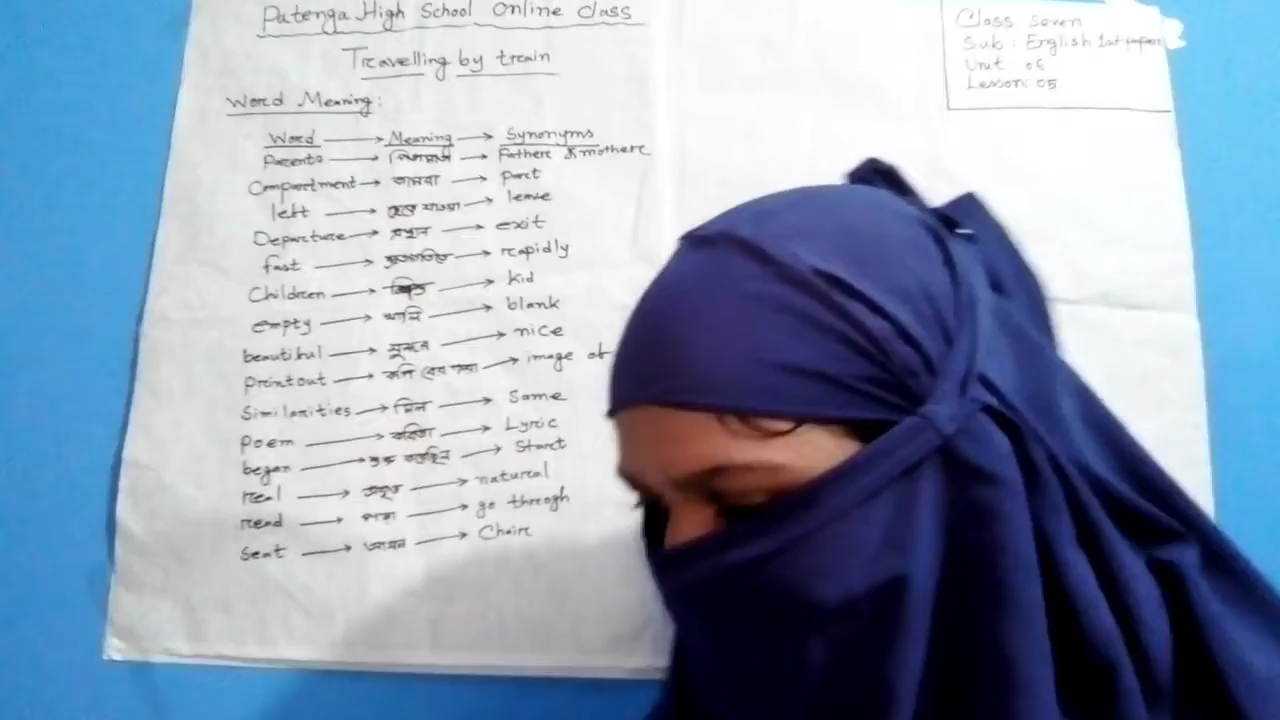 Patenga High School Online Class
Travelling by train
Word Meaning:
Word → Meaning → Synonyms
Parents → পিতামাতা → Father & mother
Compartment → কামরা → part
left → ছেড়ে যাওয়া → leave
Departure → প্রস্থান → exit
fast → দ্রুতগতিতে → rapidly
Children → → kid
empty → খালি → blank
beautiful → সুন্দর → nice
printout → কপি বের করা → image of
Similarities → মিল → Same
Poem → কবিতা → Lyric
began → শুরু করেছিল → Start
real → প্রকৃত → natural
read → পড়া → go throgh
Seat → আসন → Chair
Class Seven
Sub: English 1st paper
Unit: 06
Lesson: 05